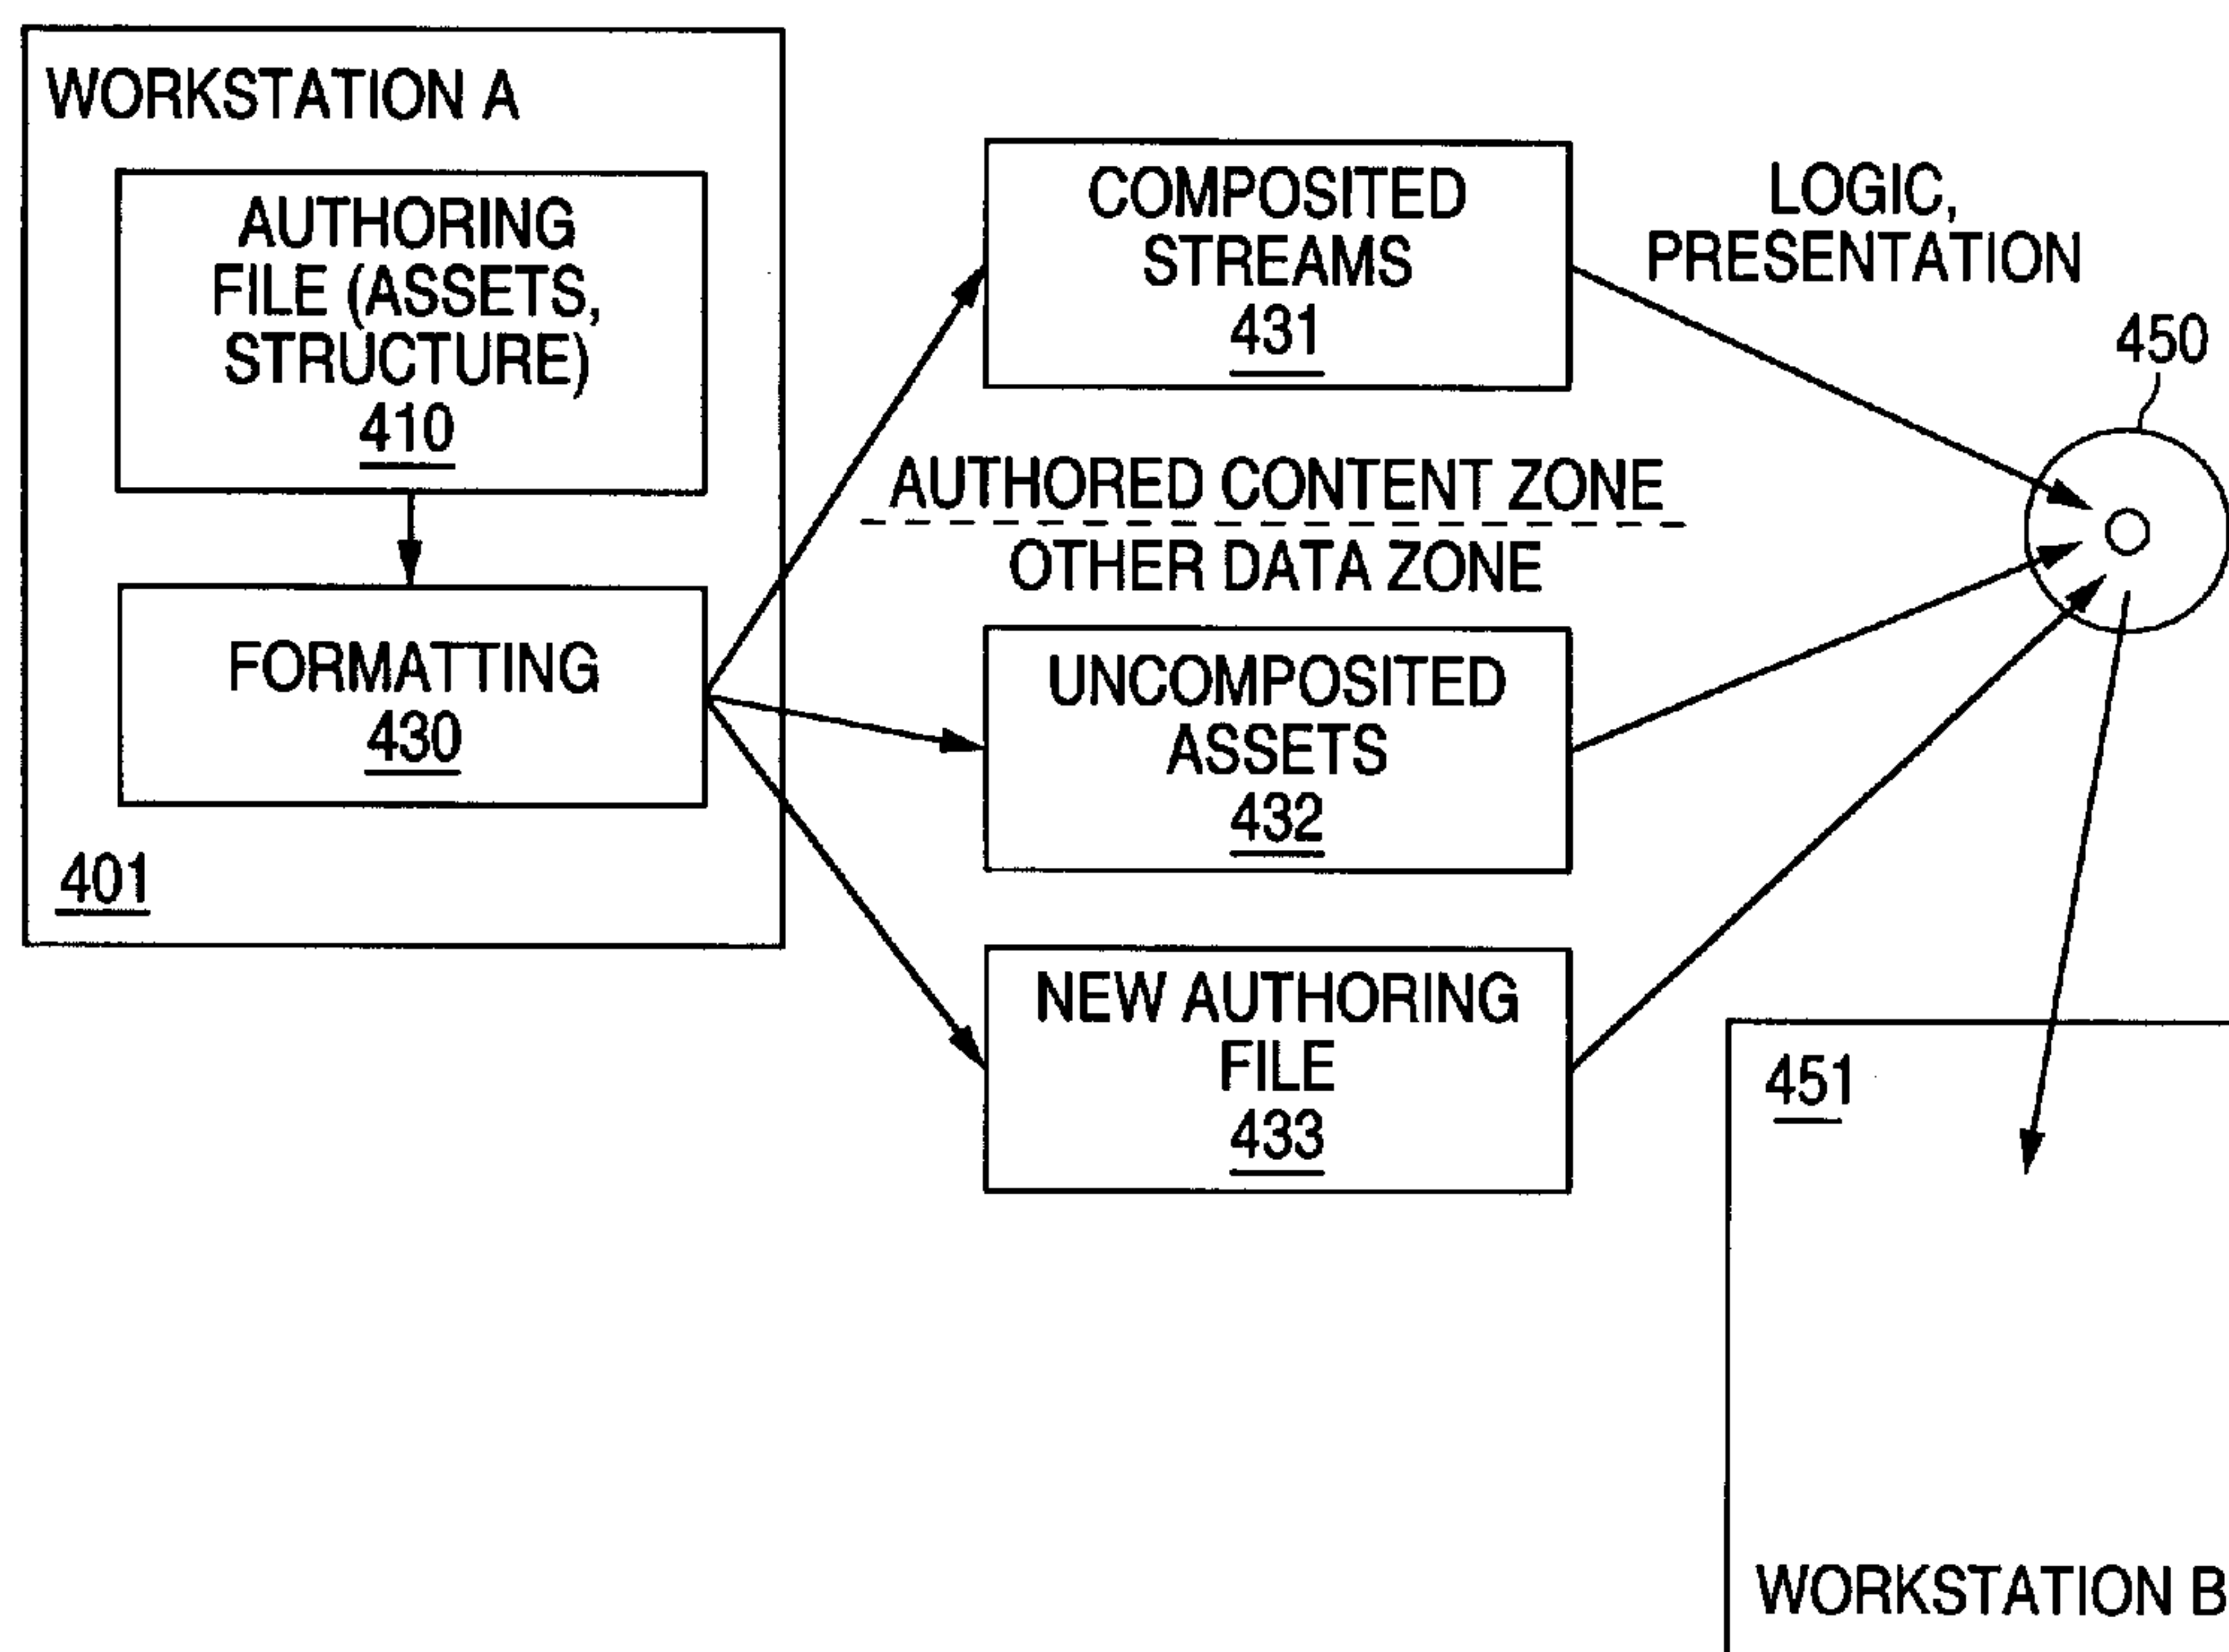 WORKSTATION A
AUTHORING
FILE (ASSETS,
STRUCTURE)
410
FORMATTING
430
401
COMPOSITED
STREAMS
431
LOGIC,
PRESENTATION
450
AUTHORED CONTENT ZONE
OTHER DATA ZONE
UNCOMPOSITED
ASSETS
432
NEW AUTHORING
FILE
433
451
WORKSTATION B